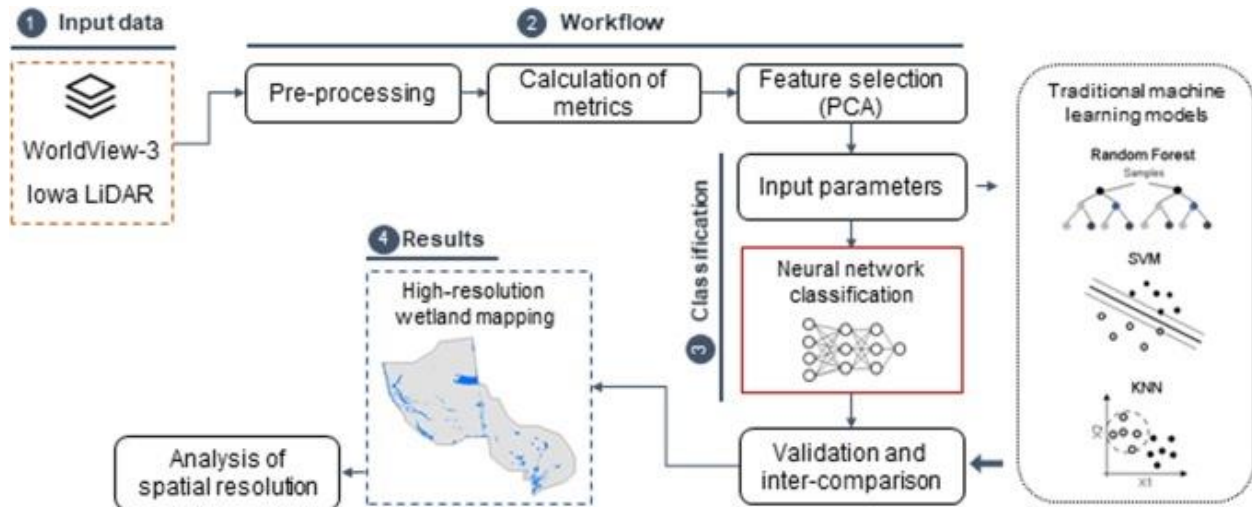 1 Input data
WorldView-3
Iowa LiDAR
2 Workflow
Pre-processing
Calculation of
metrics
Feature selection
(PCA)
3 Classification
Input parameters
Neural network
classification
Validation and
inter-comparison
Traditional machine
learning models
Random Forest
Samples
SVM
KNN
X2
X1
4 Results
High-resolution
wetland mapping
Analysis of
spatial resolution